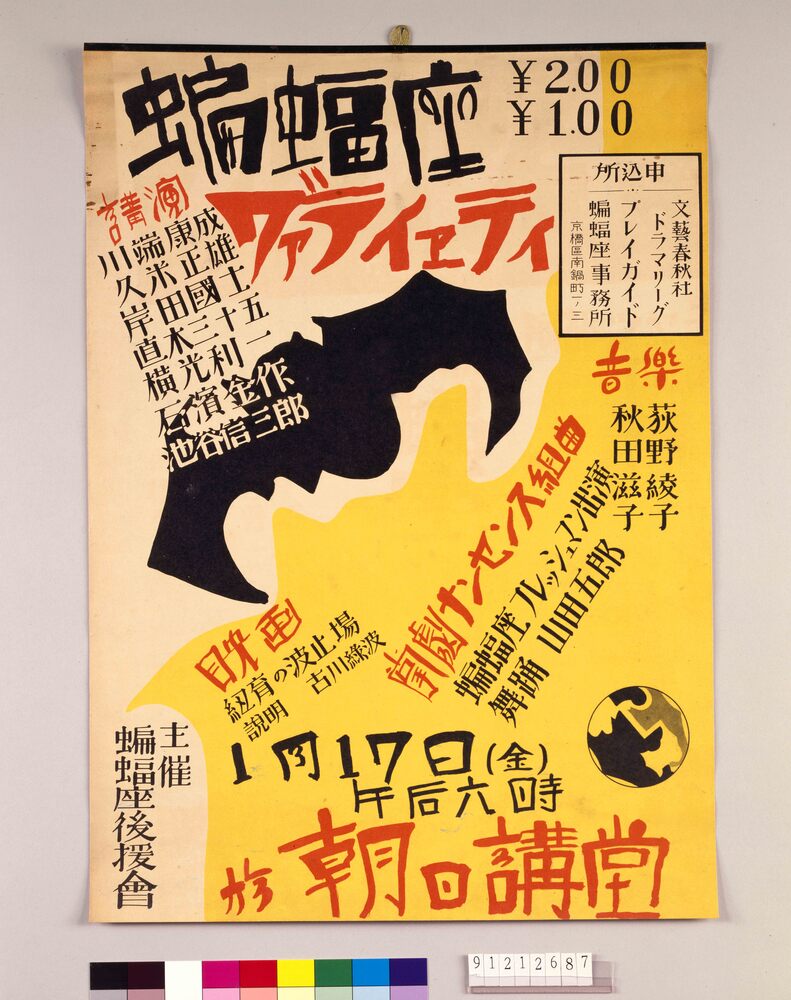 蝙蝠座
¥2.00
¥1.00
ヴァラィエティ
申込所
文藝春秋社
ドラマリーグ
プレイガイド
蝙蝠座事務所
京橋區南鍋町一ノ三
講演
川端康成
久米正雄
岸田國士
直木三十五
横光利一
石濱金作
池谷信三郎
音樂
荻野綾子
秋田滋子
喜劇ナンセンス組曲
蝙蝠座フレッシュマン出演
舞踊 山田五郎
映画
紐育の波止場
説明 古川緑波
1月17日(金)
午后六時
於 朝日講堂
主催
蝙蝠座後援會
91212687